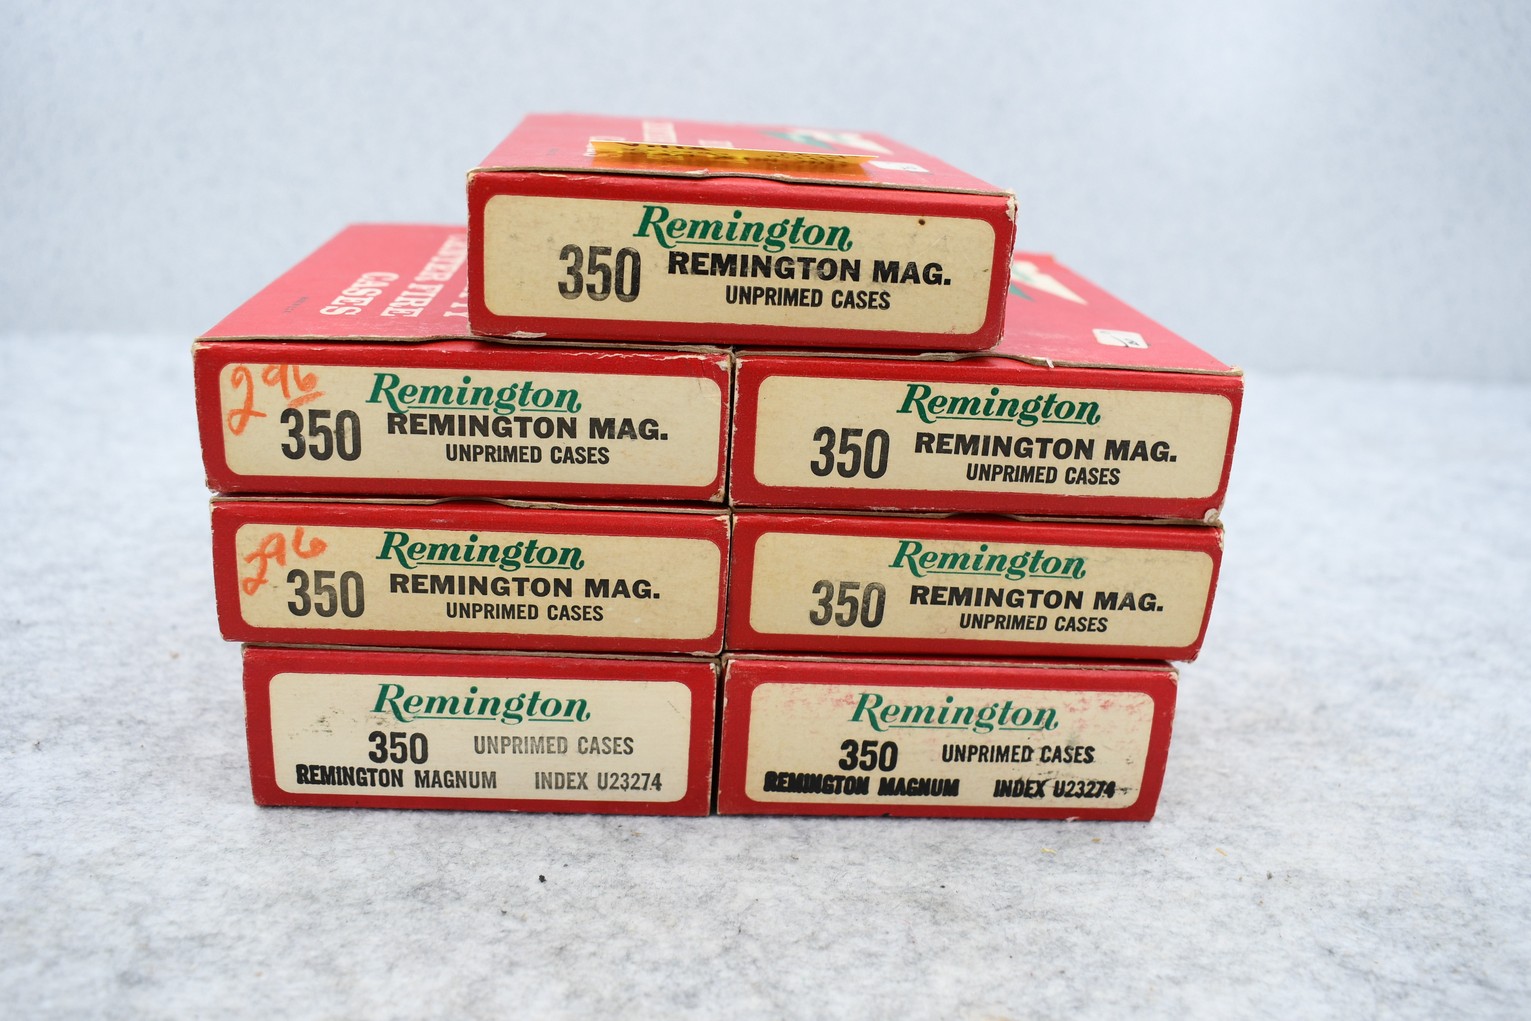 Remington
350 REMINGTON MAG.
UNPRIMED CASES
CENTER FIRE
CASES
296
Remington
350 REMINGTON MAG.
UNPRIMED CASES
Remington
350 REMINGTON MAG.
UNPRIMED CASES
296
Remington
350 REMINGTON MAG.
UNPRIMED CASES
Remington
350 REMINGTON MAG.
UNPRIMED CASES
Remington
350 UNPRIMED CASES
REMINGTON MAGNUM INDEX U23274
Remington
350 UNPRIMED CASES
REMINGTON MAGNUM INDEX U23274